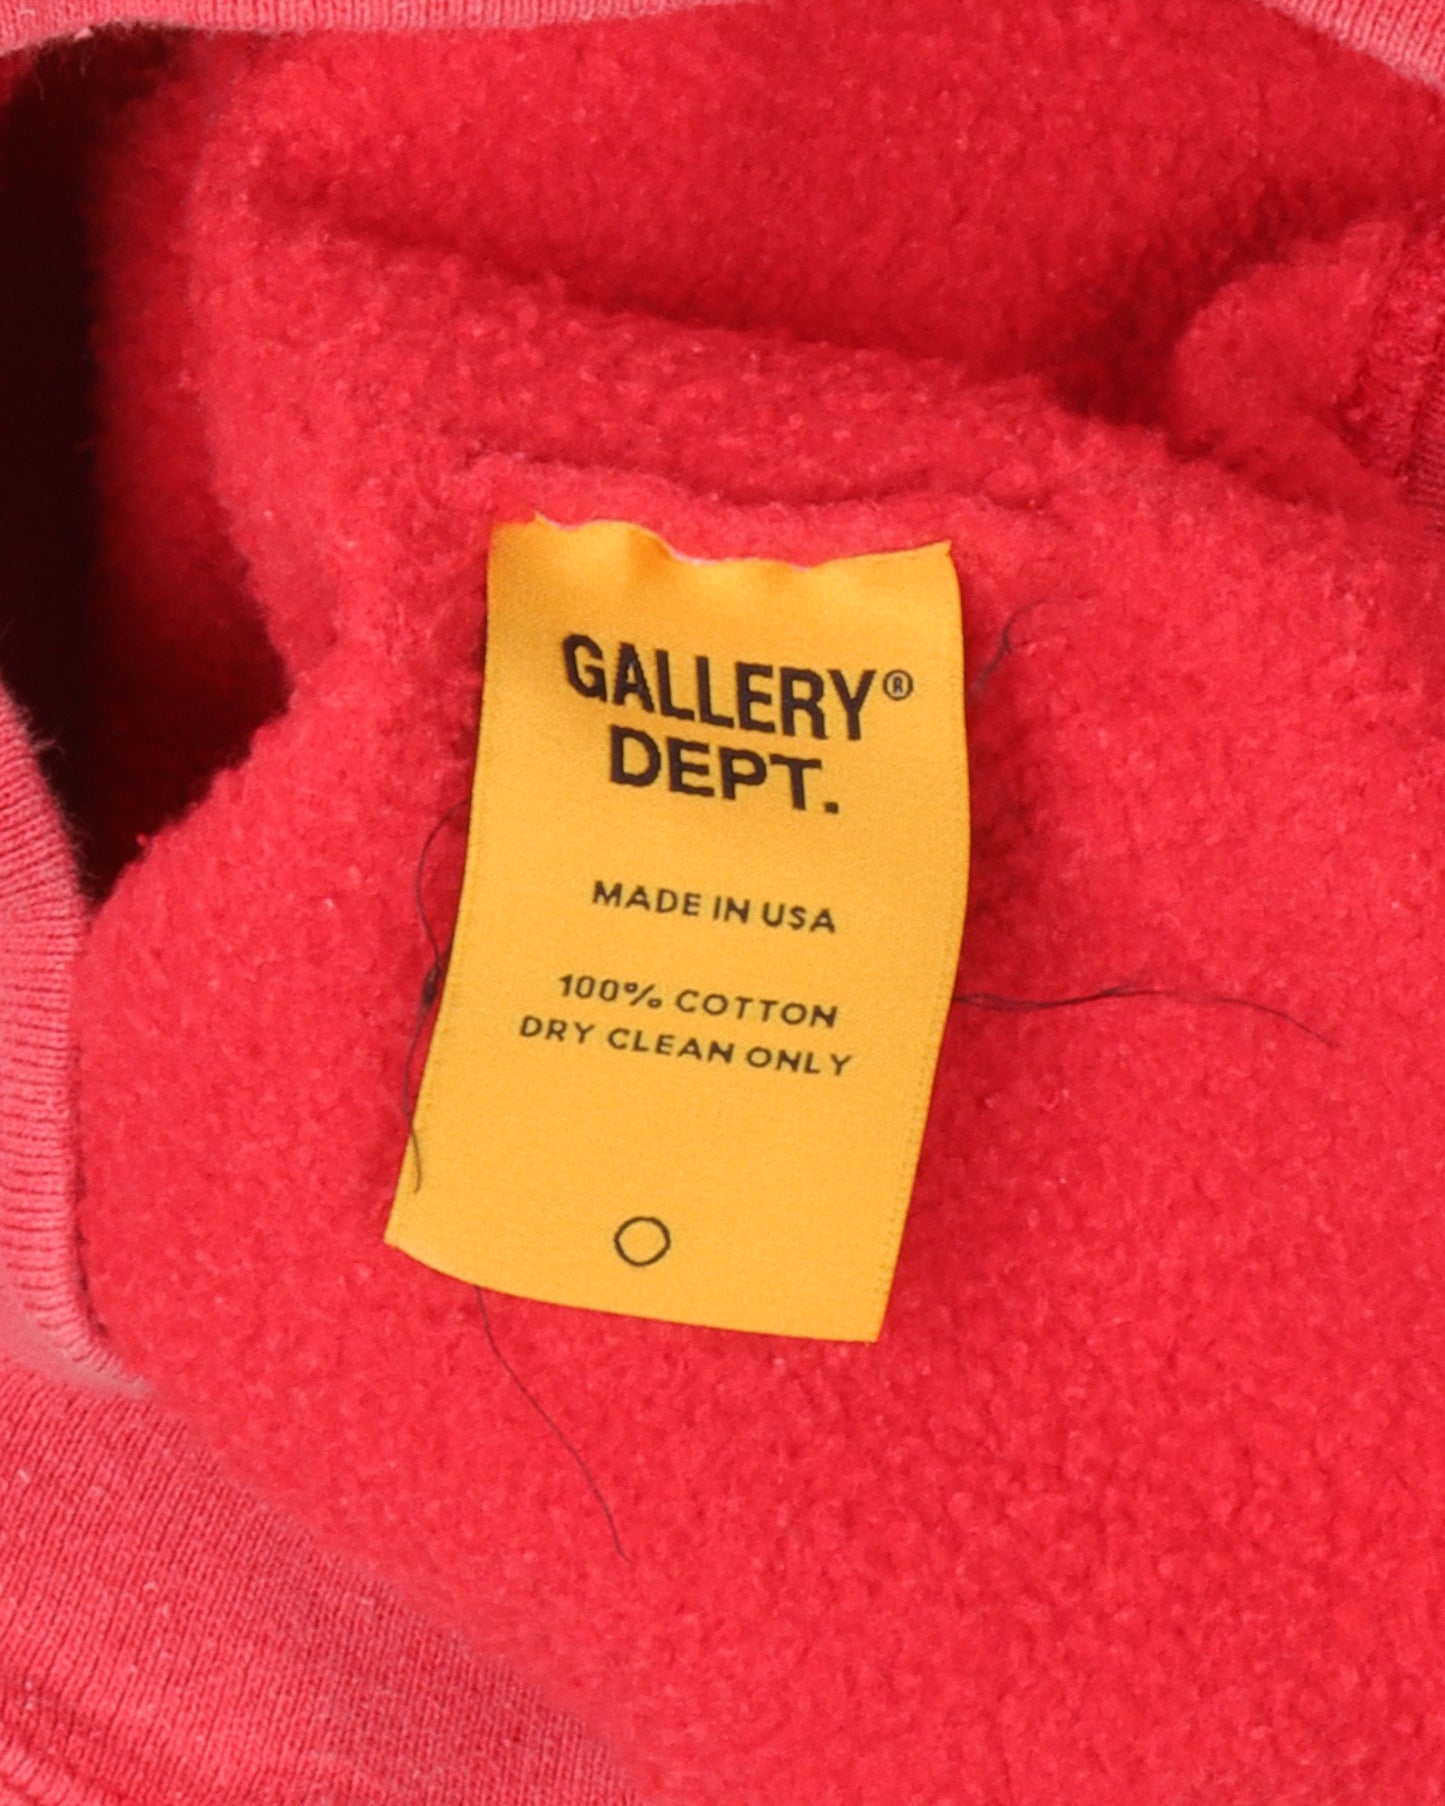 GALLERY®
DEPT.
MADE IN USA
100% COTTON
DRY CLEAN ONLY